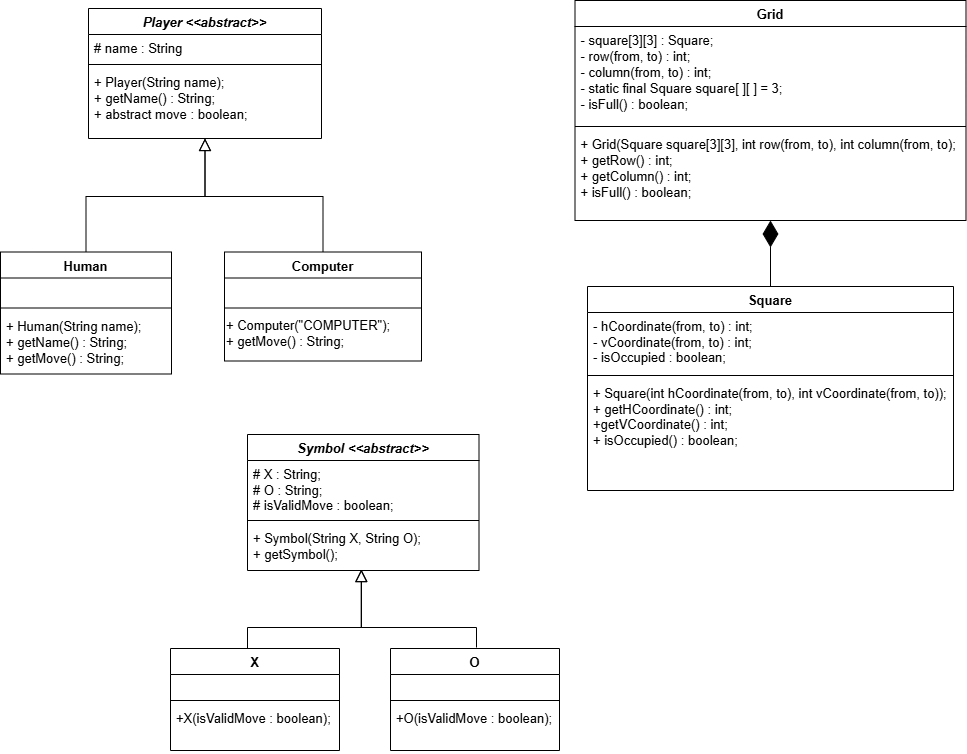 Player <<abstract>>
# name : String
+ Player(String name);
+ getName() : String;
+ abstract move : boolean;
Human
+ Human(String name);
+ getName() : String;
+ getMove() : String;
Computer
+ Computer("COMPUTER");
+ getMove() : String;
Grid
- square[3][3] : Square;
- row(from, to) : int;
- column(from, to) : int;
- static final Square square[ ][ ] = 3;
- isFull() : boolean;
+ Grid(Square square[3][3], int row(from, to), int column(from, to);
+ getRow() : int;
+ getColumn() : int;
+ isFull() : boolean;
Square
- hCoordinate(from, to) : int;
- vCoordinate(from, to) : int;
- isOccupied : boolean;
+ Square(int hCoordinate(from, to), int vCoordinate(from, to));
+ getHCoordinate() : int;
+getVCoordinate() : int;
+ isOccupied() : boolean;
Symbol <<abstract>>
# X : String;
# O : String;
# isValidMove : boolean;
+ Symbol(String X, String O);
+ getSymbol();
X
+X(isValidMove : boolean);
O
+O(isValidMove : boolean);